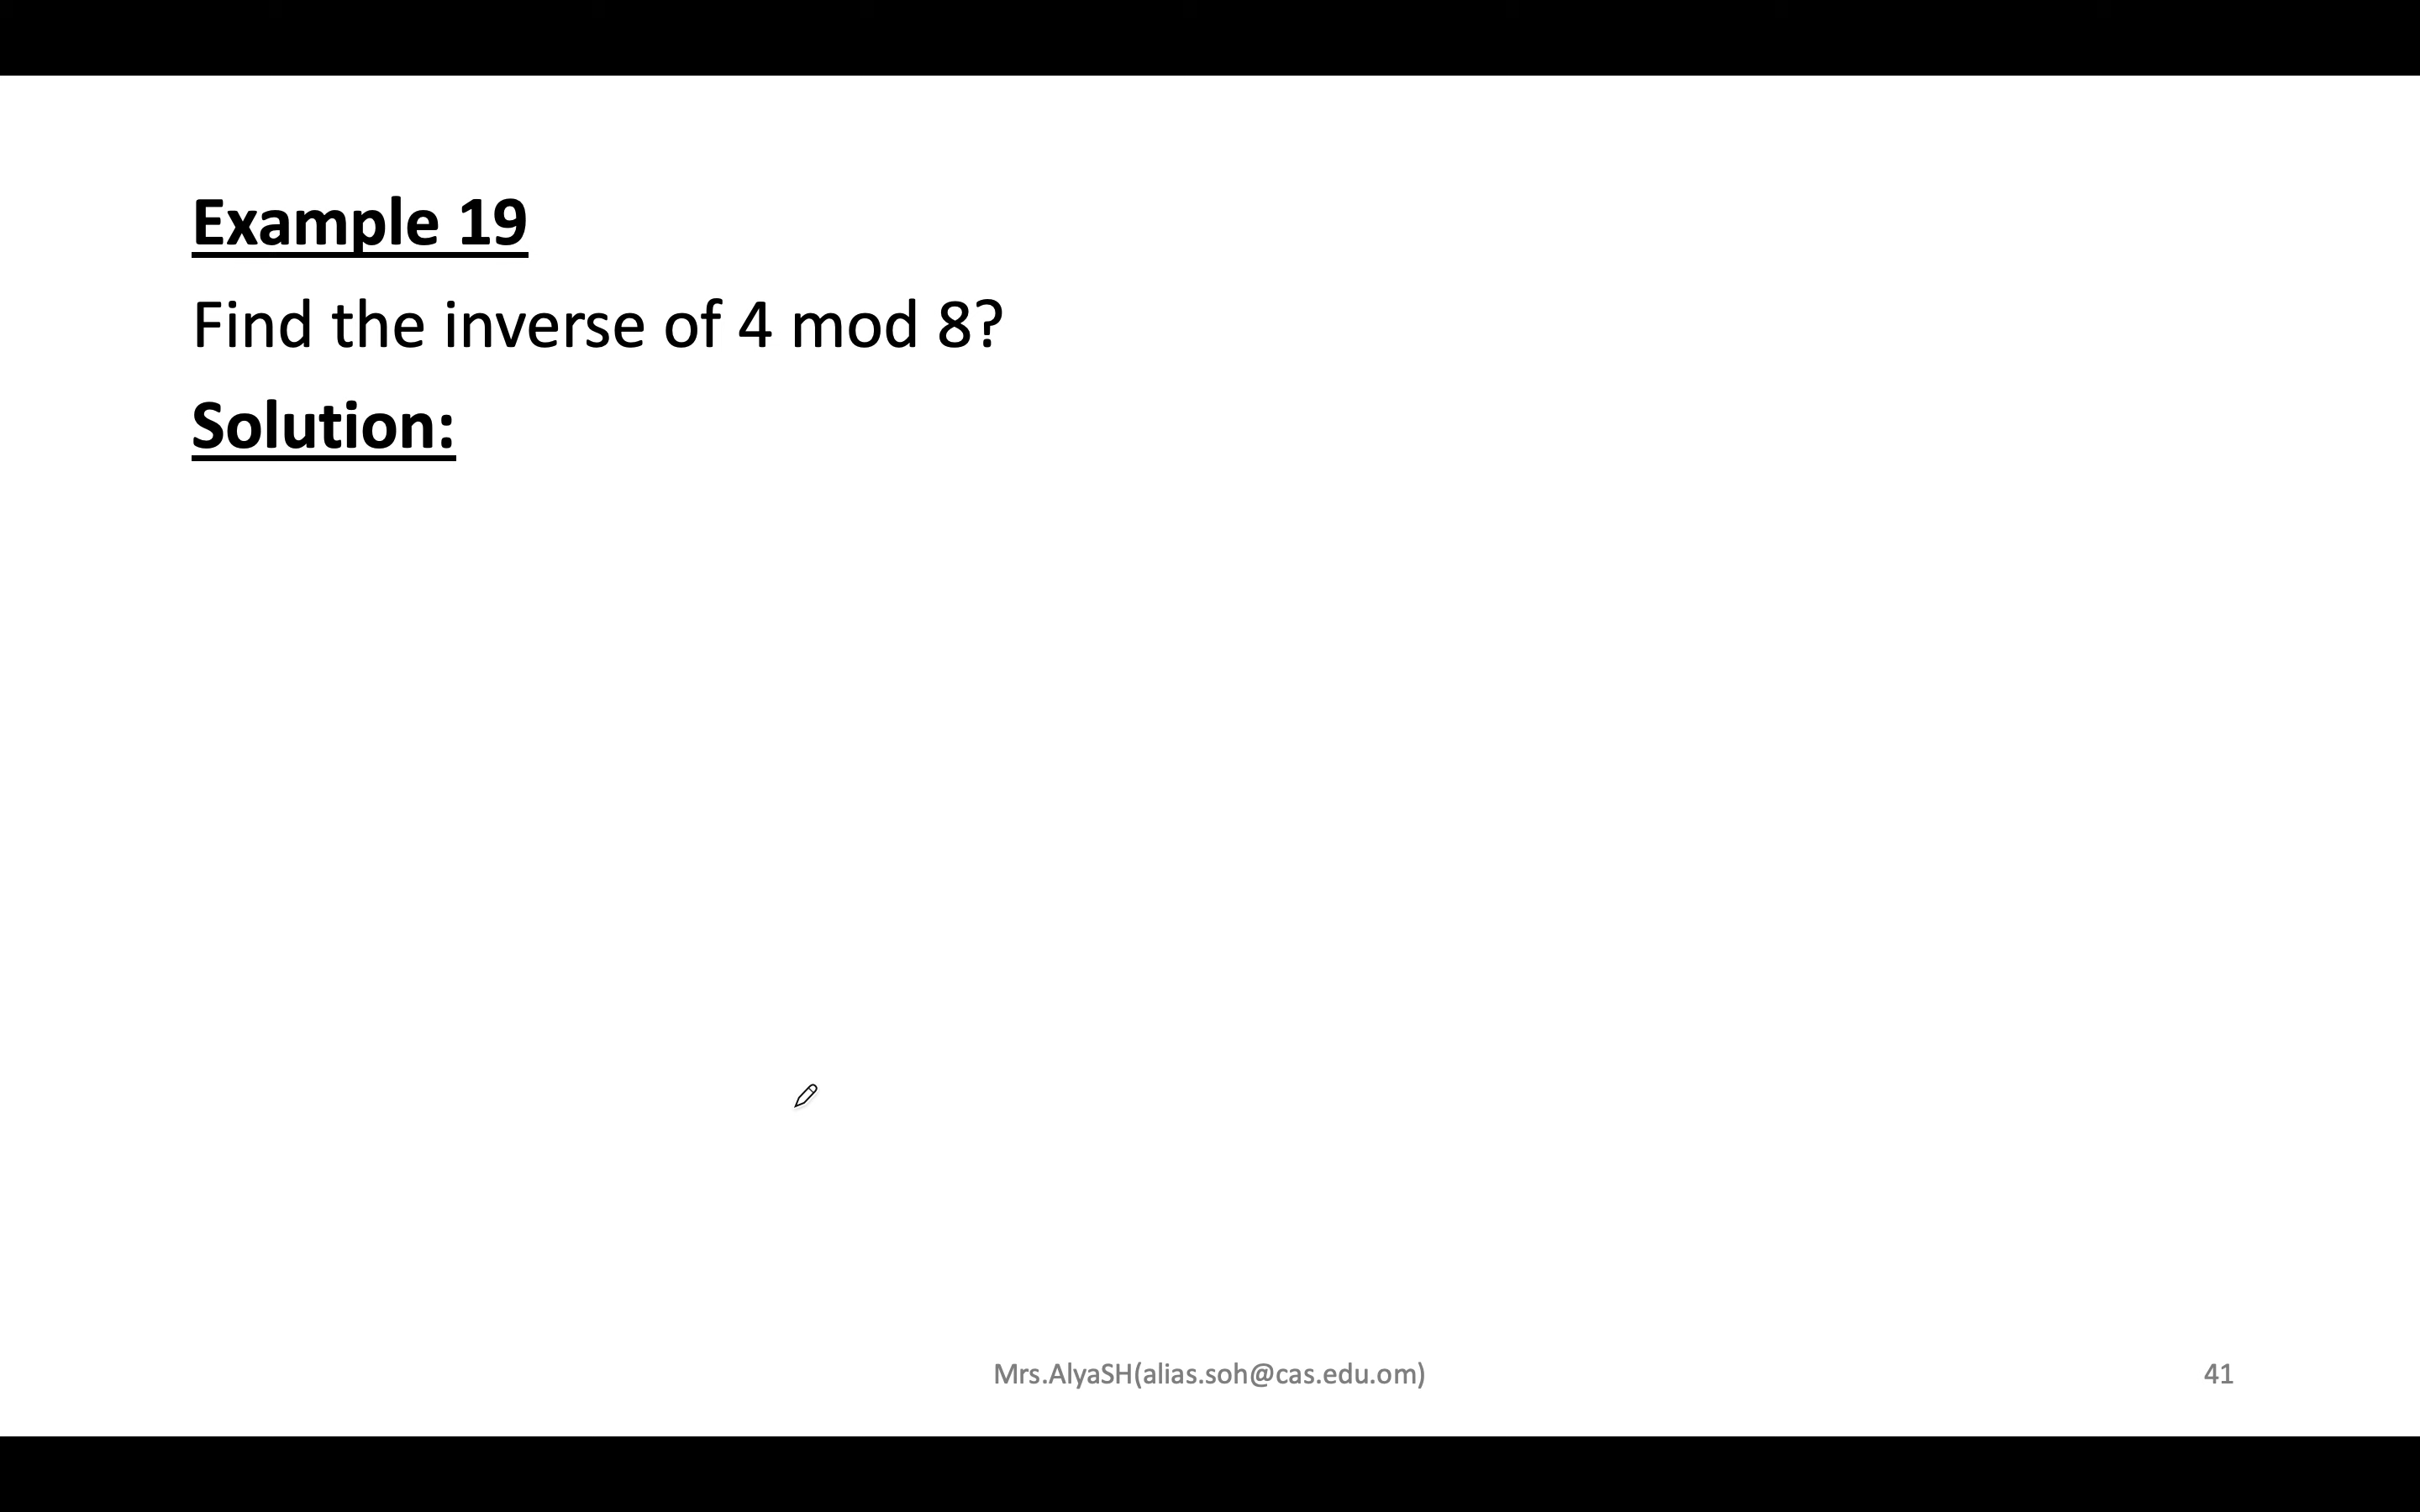 Example 19
Find the inverse of 4 mod 8?
Solution:
Mrs.AlyaSH(alias.soh@cas.edu.om)
41